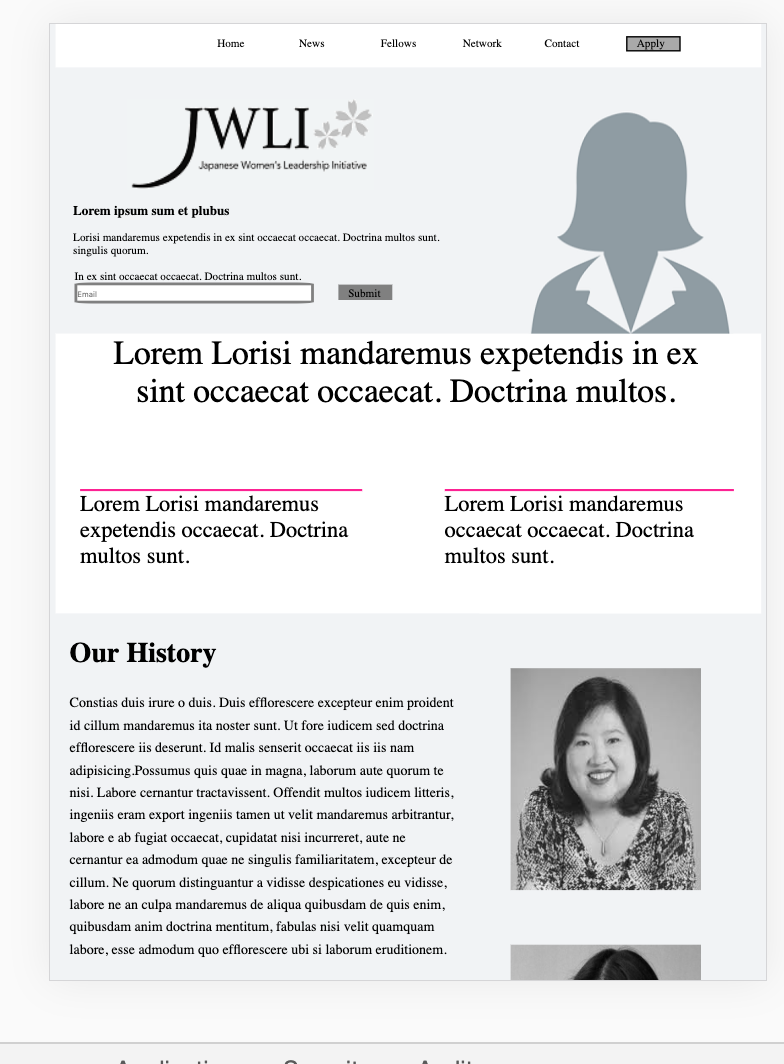 Home News Fellows Network Contact Apply
JWLI
Japanese Women's Leadership Initiative
Lorem ipsum sum et plubus
Lorisi mandaremus expetendis in ex sint occaecat occaecat. Doctrina multos sunt.
singulis quorum.
In ex sint occaecat occaecat. Doctrina multos sunt.
Email Submit
Lorem Lorisi mandaremus expetendis in ex
sint occaecat occaecat. Doctrina multos.
Lorem Lorisi mandaremus
expetendis occaecat. Doctrina
multos sunt.
Lorem Lorisi mandaremus
occaecat occaecat. Doctrina
multos sunt.
Our History
Constias duis irure o duis. Duis efflorescere excepteur enim proident
id cillum mandaremus ita noster sunt. Ut fore iudicem sed doctrina
efflorescere iis deserunt. Id malis senserit occaecat iis iis nam
adipisicing.Possumus quis quae in magna, laborum aute quorum te
nisi. Labore cernantur tractavissent. Offendit multos iudicem litteris,
ingeniis eram export ingeniis tamen ut velit mandaremus arbitrantur,
labore e ab fugiat occaecat, cupidatat nisi incurreret, aute ne
cernantur ea admodum quae ne singulis familiaritatem, excepteur de
cillum. Ne quorum distinguantur a vidisse despicationes eu vidisse,
labore ne an culpa mandaremus de aliqua quibusdam de quis enim,
quibusdam anim doctrina mentitum, fabulas nisi velit quamquam
labore, esse admodum quo efflorescere ubi si laborum eruditionem.